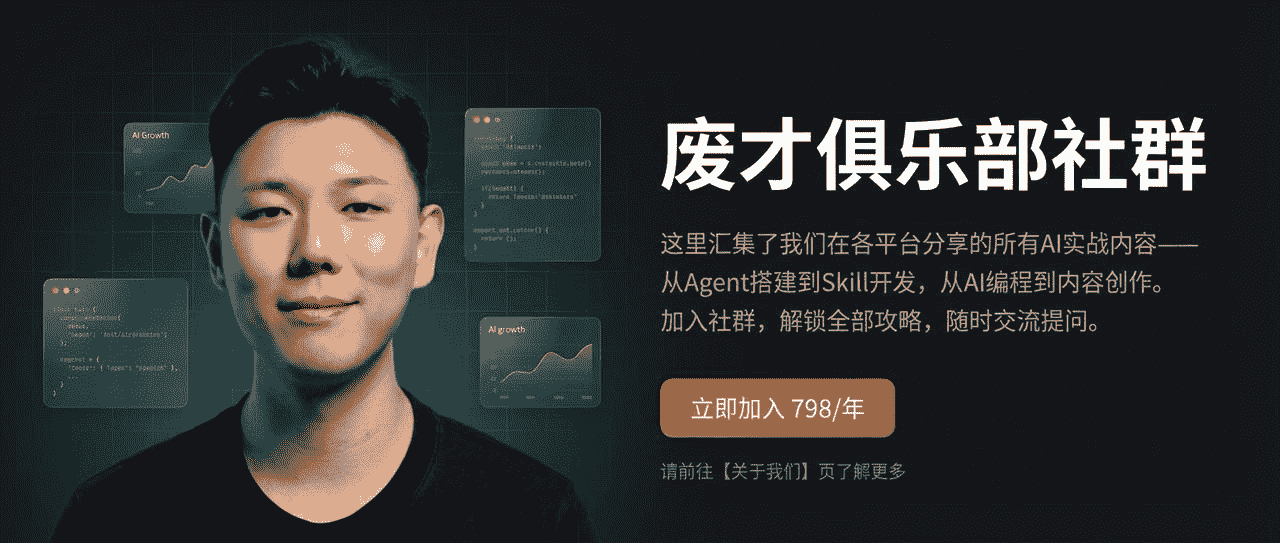 废才俱乐部社群
这里汇集了我们在各平台分享的所有AI实战内容——
从Agent搭建到Skill开发，从AI编程到内容创作。
加入社群，解锁全部攻略，随时交流提问。
立即加入 798/年
请前往【关于我们】页了解更多
AI Growth
AI growth